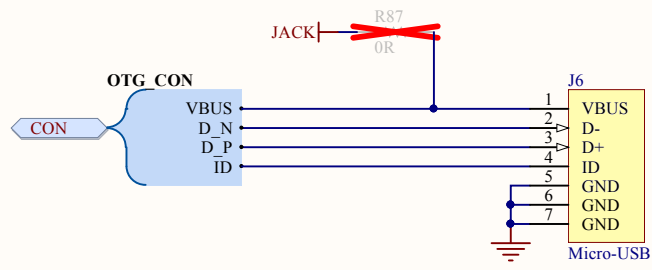 R87
JACK
0R
OTG_CON
J6
CON
VBUS
D_N
D_P
ID
1
2
3
4
5
6
7
VBUS
D-
D+
ID
GND
GND
GND
Micro-USB